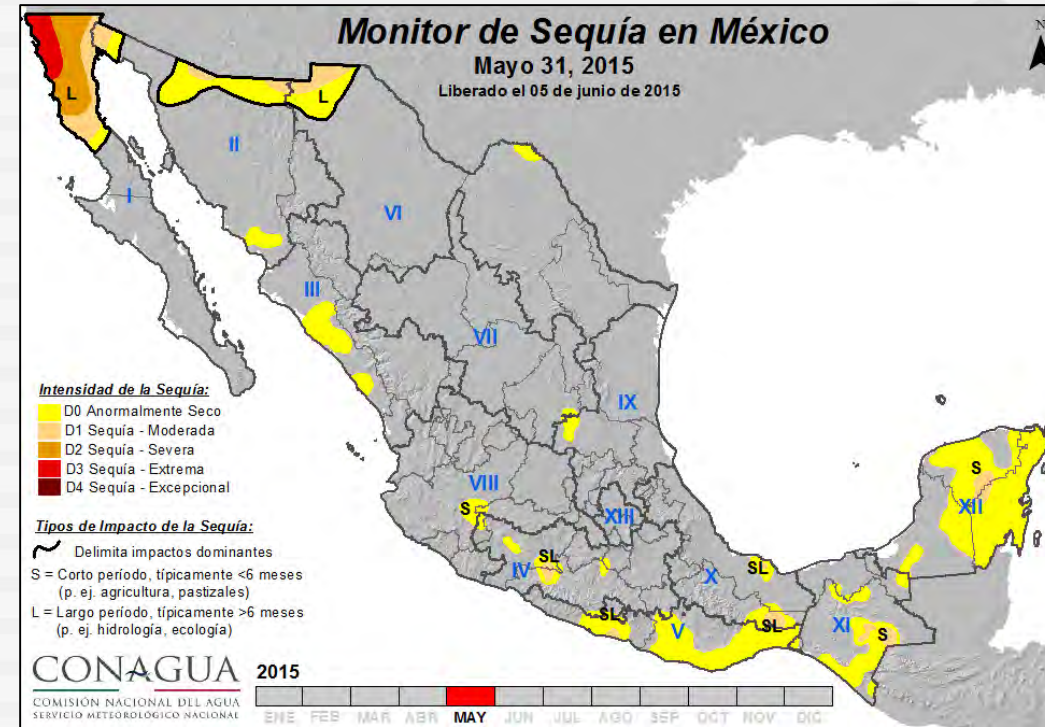 Monitor de Sequía en México
Mayo 31, 2015
Liberado el 05 de junio de 2015
N
L
L
II
I
VI
III
VII
IX
Intensidad de la Sequía:
D0 Anormalmente Seco
D1 Sequía - Moderada
D2 Sequía - Severa
D3 Sequía - Extrema
D4 Sequía - Excepcional
VIII
S
XIII
S
XII
Tipos de Impacto de la Sequía:
Delimita impactos dominantes
S = Corto período, típicamente <6 meses
(p. ej. agricultura, pastizales)
L = Largo período, típicamente >6 meses
(p. ej. hidrología, ecología)
SL
IV
X
SL
SL
V
SL
XI
S
CONAGUA
COMISIÓN NACIONAL DEL AGUA
SERVICIO METEOROLÓGICO NACIONAL
2015
ENE FEB MAR ABR MAY JUN JUL AGO SEP OCT NOV DIC